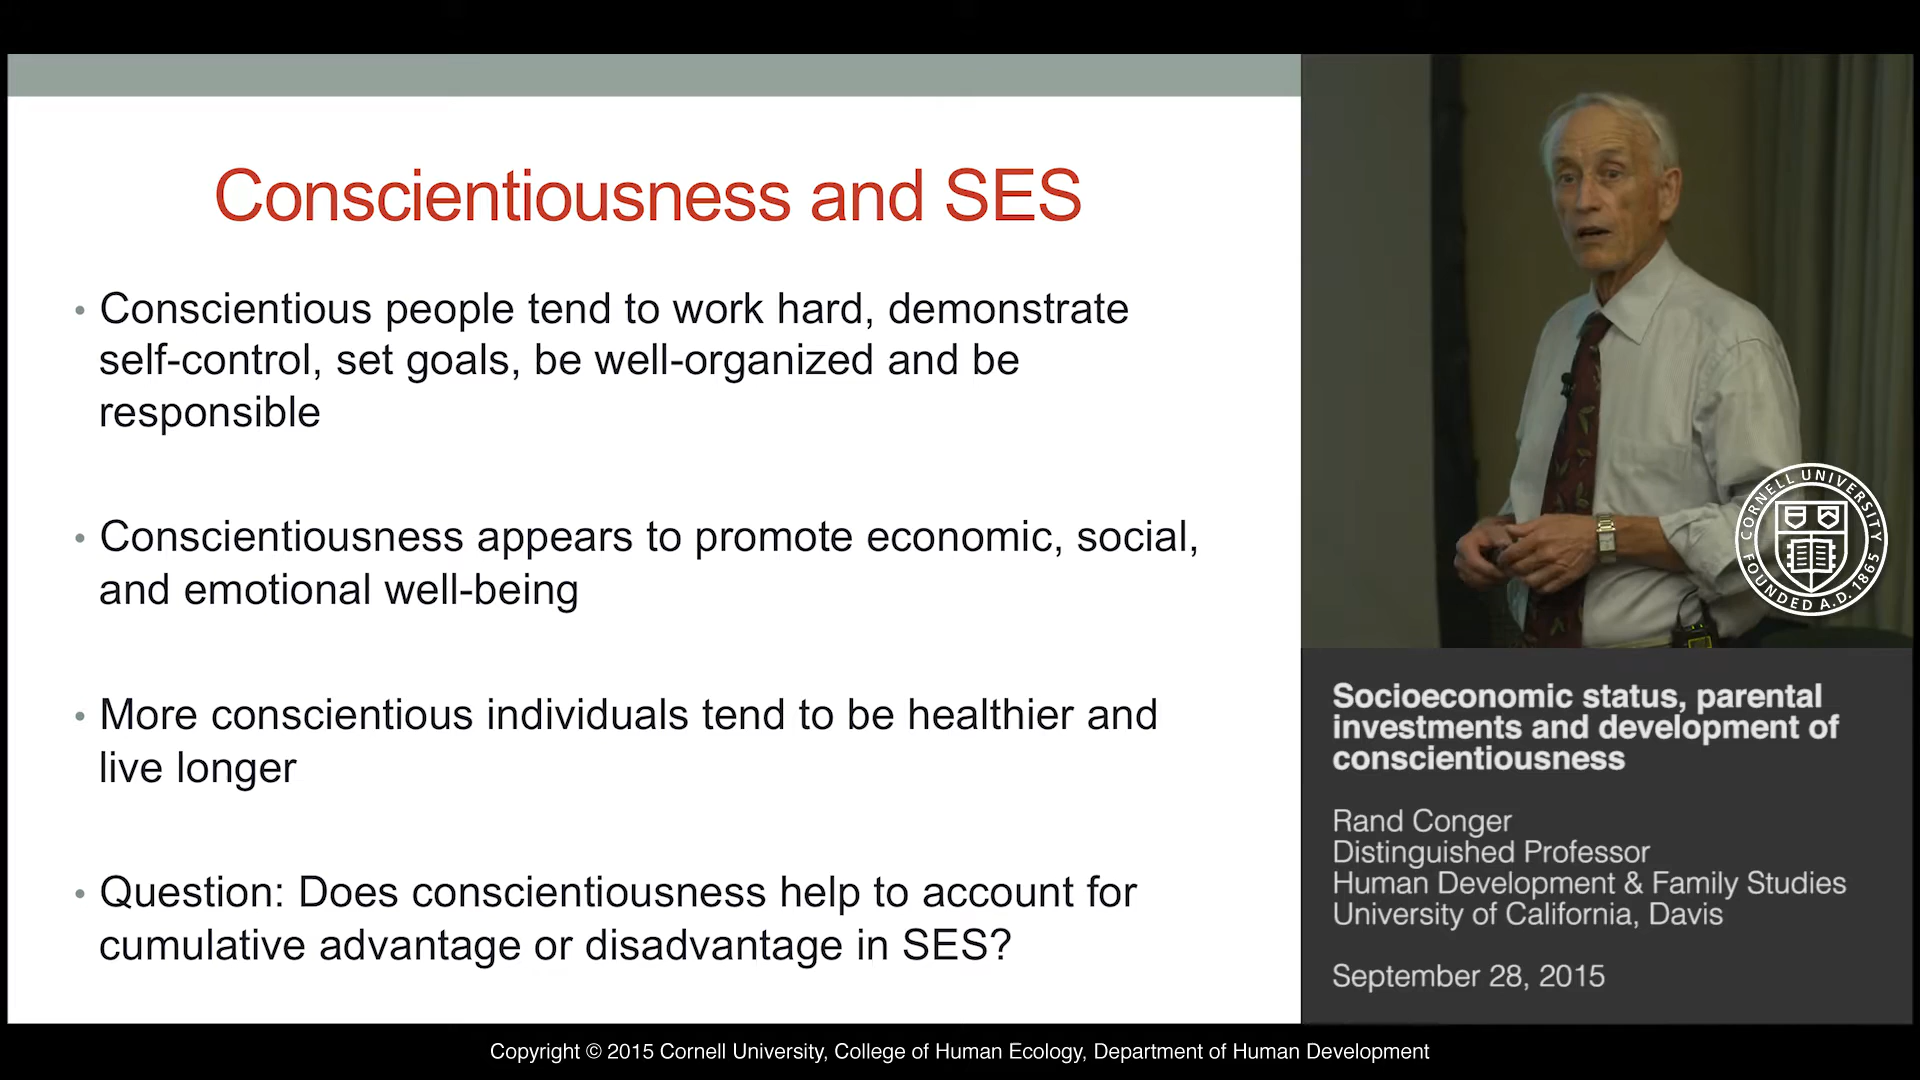 Conscientiousness and SES
• Conscientious people tend to work hard, demonstrate
self-control, set goals, be well-organized and be
responsible
• Conscientiousness appears to promote economic, social,
and emotional well-being
• More conscientious individuals tend to be healthier and
live longer
• Question: Does conscientiousness help to account for
cumulative advantage or disadvantage in SES?
CORNELL UNIVERSITY
FOUNDED A.D. 1865
Socioeconomic status, parental
investments and development of
conscientiousness
Rand Conger
Distinguished Professor
Human Development & Family Studies
University of California, Davis
September 28, 2015
Copyright © 2015 Cornell University, College of Human Ecology, Department of Human Development